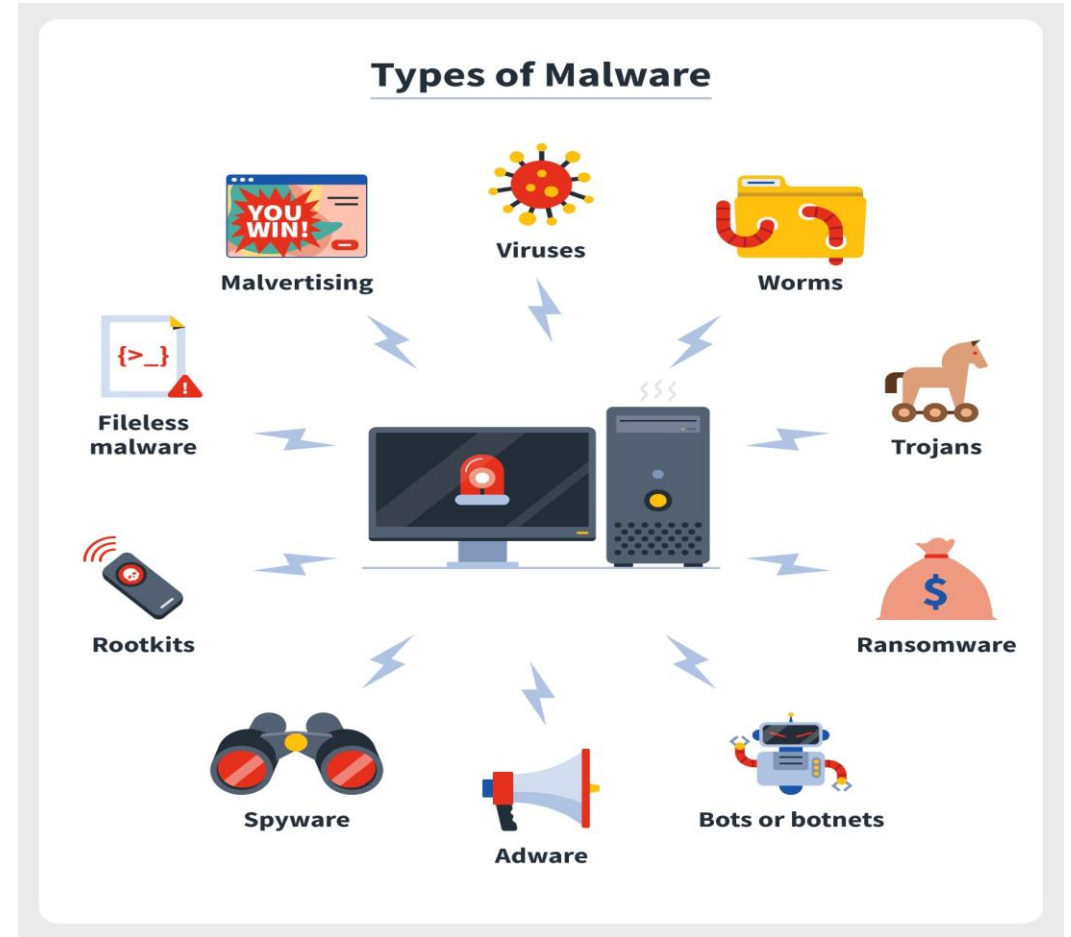 Types of Malware
YOU
WIN!
Malvertising
Viruses
Worms
{>_}
!
Fileless
malware
Trojans
Rootkits
$
Ransomware
Spyware
Adware
Bots or botnets